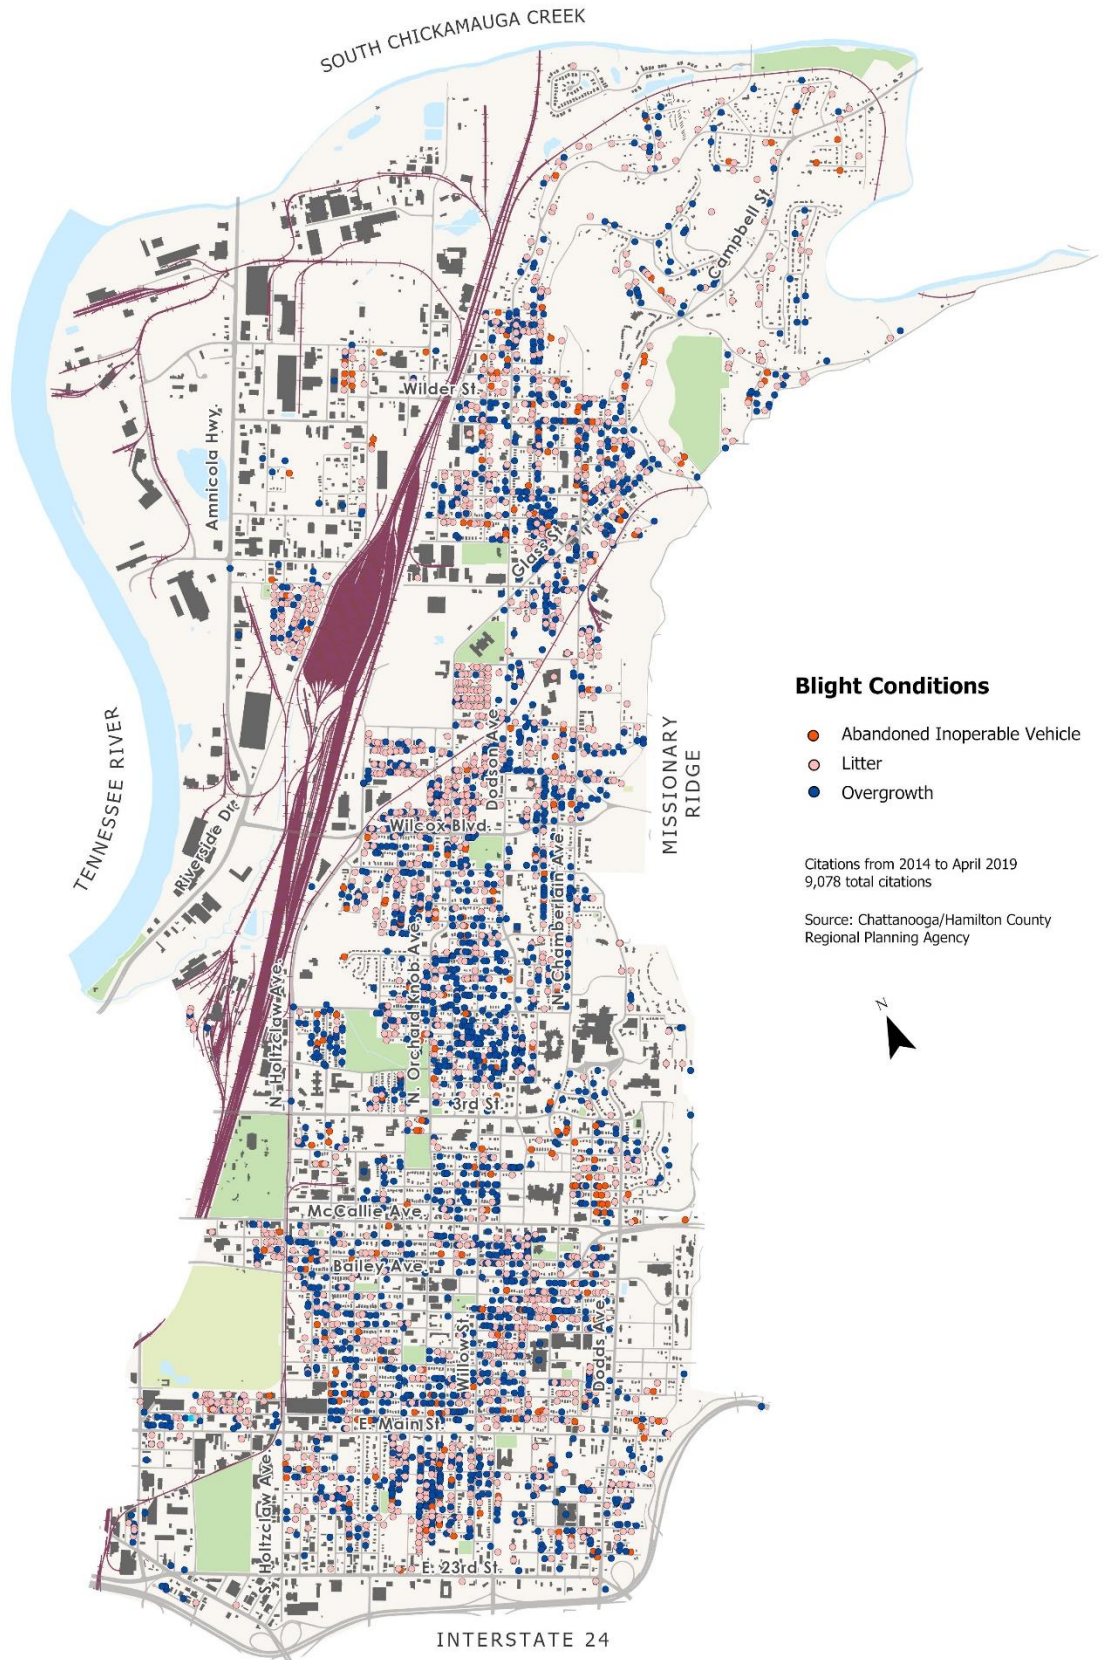 SOUTH CHICKAMAUGA CREEK
Campbell St.
Wilder St.
Amnicola Hwy.
Glass St.
Blight Conditions
Abandoned Inoperable Vehicle
Litter
Overgrowth
TENNESSEE RIVER
MISSIONARY
RIDGE
Dodson Ave.
Wilcox Blvd.
Riverside Dr.
Citations from 2014 to April 2019
9,078 total citations
Source: Chattanooga/Hamilton County
Regional Planning Agency
N. Chamberlain Ave.
N. Orchard Knob Ave.
N. Holtzclaw Ave.
N
3rd St.
McCallie Ave.
Bailey Ave.
Willow St.
Dodds Ave.
E. Main St.
S. Holtzclaw Ave.
E. 23rd St.
INTERSTATE 24